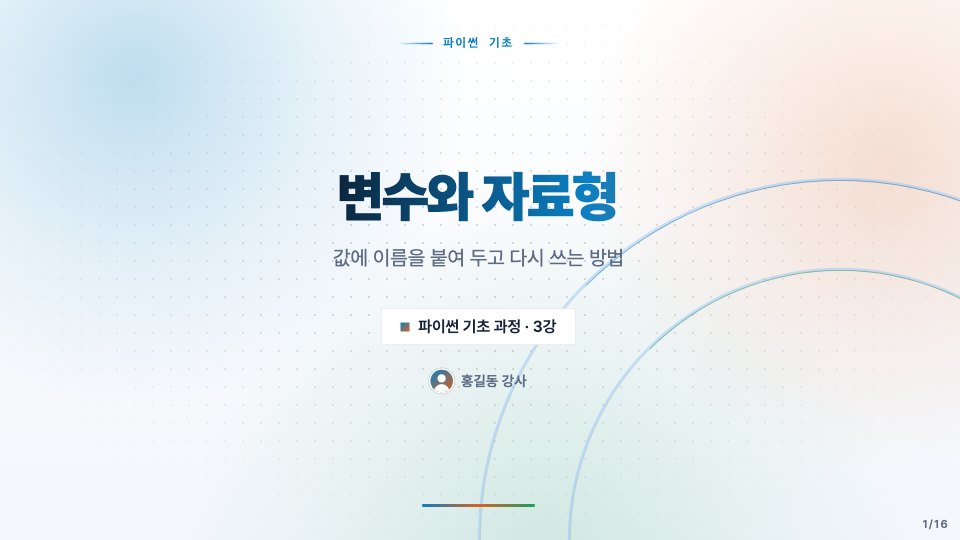 파이썬 기초
변수와 자료형
값에 이름을 붙여 두고 다시 쓰는 방법
파이썬 기초 과정 · 3강
홍길동 강사
1/16